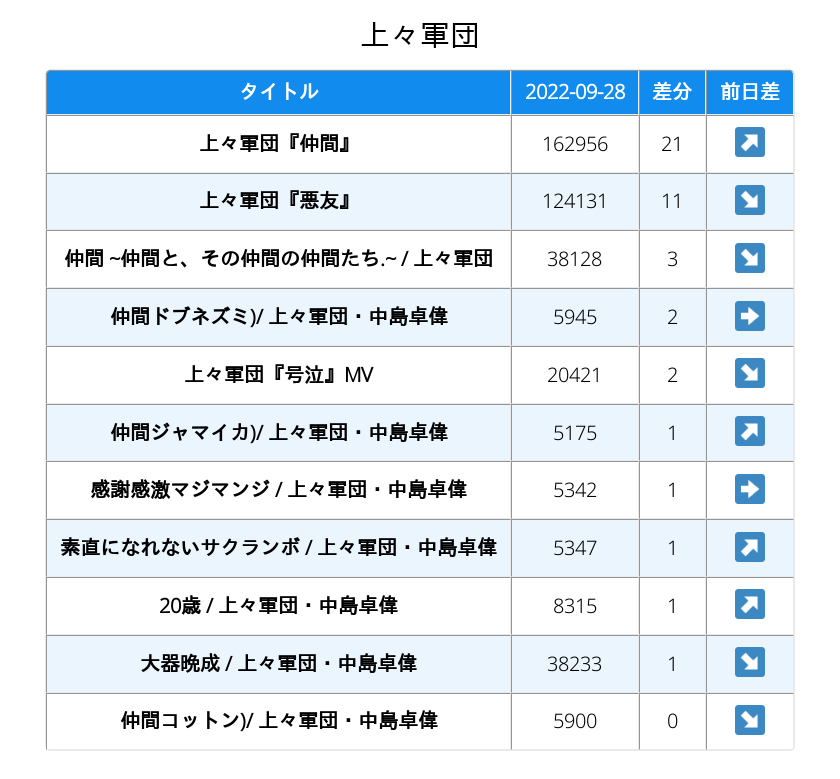 上々軍団
タイトル 2022-09-28 差分 前日差
上々軍団『仲間』 162956 21 ↗
上々軍団『悪友』 124131 11 ↘
仲間 ~仲間と、その仲間の仲間たち.~ / 上々軍団 38128 3 ↘
仲間ドブネズミ)/ 上々軍団・中島卓偉 5945 2 ➡
上々軍団『号泣』MV 20421 2 ↘
仲間ジャマイカ)/ 上々軍団・中島卓偉 5175 1 ↗
感謝感激マジマンジ / 上々軍団・中島卓偉 5342 1 ➡
素直になれないサクランボ / 上々軍団・中島卓偉 5347 1 ↗
20歳 / 上々軍団・中島卓偉 8315 1 ↗
大器晩成 / 上々軍団・中島卓偉 38233 1 ↘
仲間コットン)/ 上々軍団・中島卓偉 5900 0 ↘